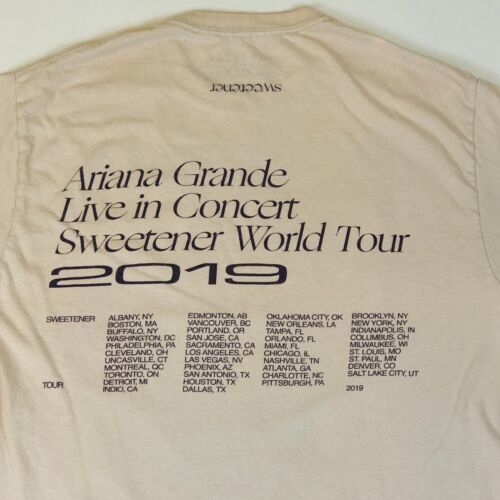 sweetener
Ariana Grande
Live in Concert
Sweetener World Tour
2019
SWEETENER
TOUR
ALBANY, NY
BOSTON, MA
BUFFALO, NY
WASHINGTON, DC
PHILADELPHIA, PA
CLEVELAND, OH
UNCASVILLE, CT
MONTREAL, QC
TORONTO, ON
DETROIT, MI
INDIO, CA
EDMONTON, AB
VANCOUVER, BC
PORTLAND, OR
SAN JOSE, CA
SACRAMENTO, CA
LOS ANGELES, CA
LAS VEGAS, NV
PHOENIX, AZ
SAN ANTONIO, TX
HOUSTON, TX
DALLAS, TX
OKLAHOMA CITY, OK
NEW ORLEANS, LA
TAMPA, FL
ORLANDO, FL
MIAMI, FL
CHICAGO, IL
NASHVILLE, TN
ATLANTA, GA
CHARLOTTE, NC
PITTSBURGH, PA
BROOKLYN, NY
NEW YORK, NY
INDIANAPOLIS, IN
COLUMBUS, OH
MILWAUKEE, WI
ST. LOUIS, MO
ST. PAUL, MN
DENVER, CO
SALT LAKE CITY, UT
2019